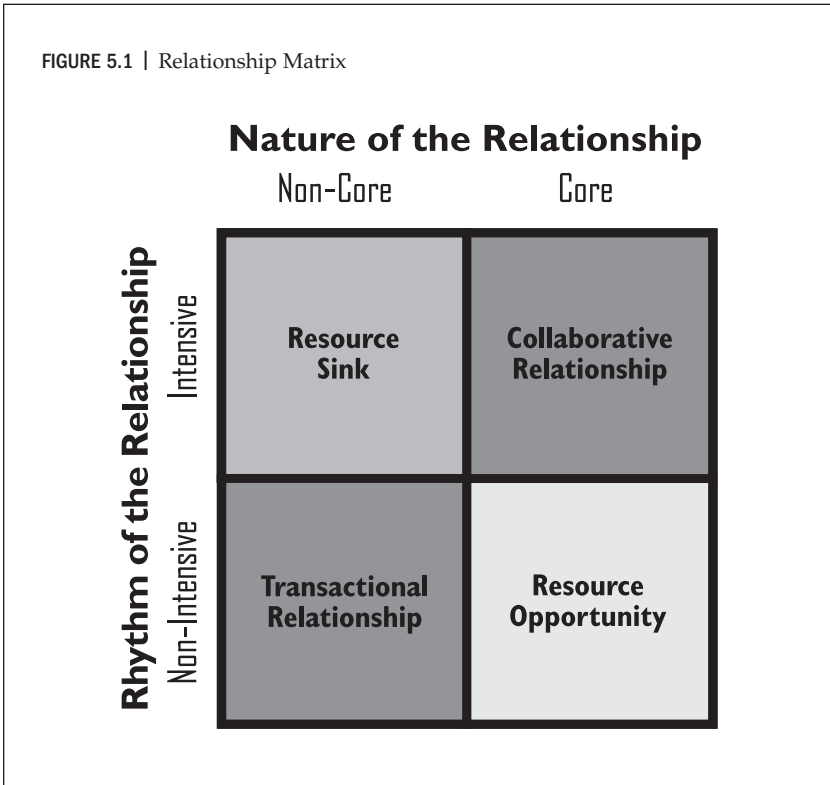 FIGURE 5.1 | Relationship Matrix
Nature of the Relationship
Non-Core Core
Rhythm of the Relationship
Intensive
Resource
Sink
Collaborative
Relationship
Non-Intensive
Transactional
Relationship
Resource
Opportunity